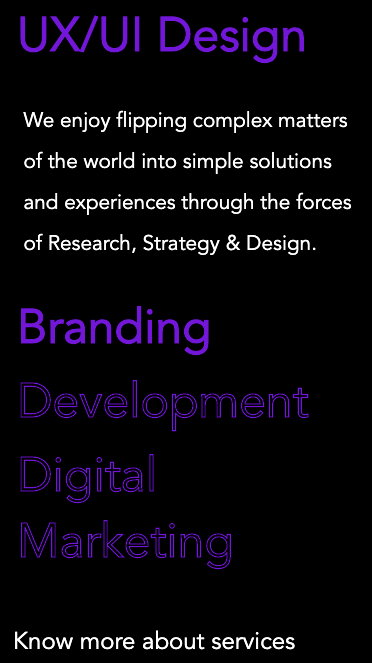 UX/UI Design
We enjoy flipping complex matters
of the world into simple solutions
and experiences through the forces
of Research, Strategy & Design.
Branding
Development
Digital
Marketing
Know more about services